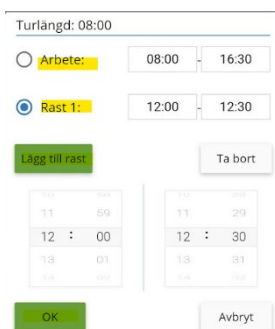 Turlängd: 08:00
Arbete: 08:00 - 16:30
Rast 1: 12:00 - 12:30
Lägg till rast Ta bort
11 59 11 29
12 : 00 12 : 30
13 01 13 31
OK Avbryt